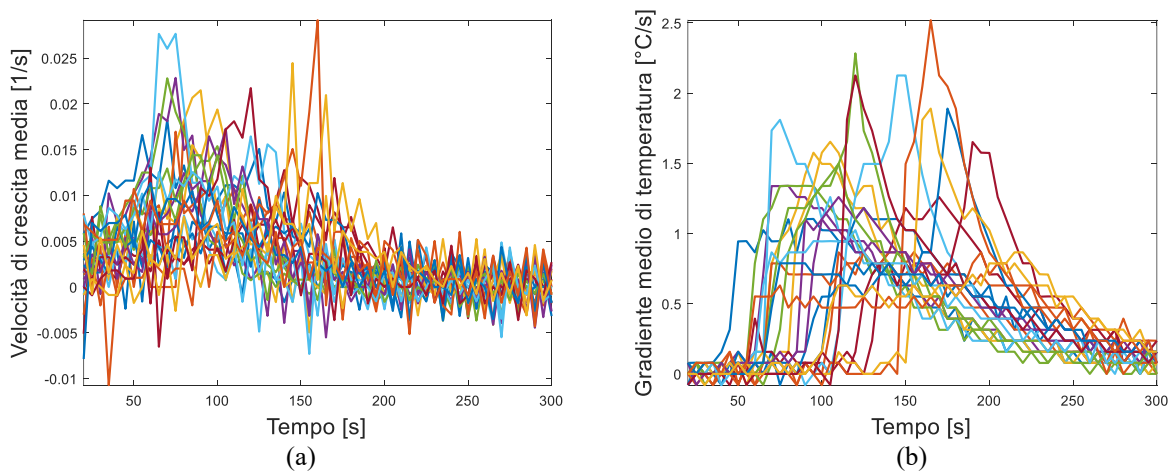 Velocità di crescita media [1/s]
0.025
0.02
0.015
0.01
0.005
0
-0.005
-0.01
50 100 150 200 250 300
Tempo [s]
(a)
Gradiente medio di temperatura [°C/s]
2.5
2
1.5
1
0.5
0
50 100 150 200 250 300
Tempo [s]
(b)